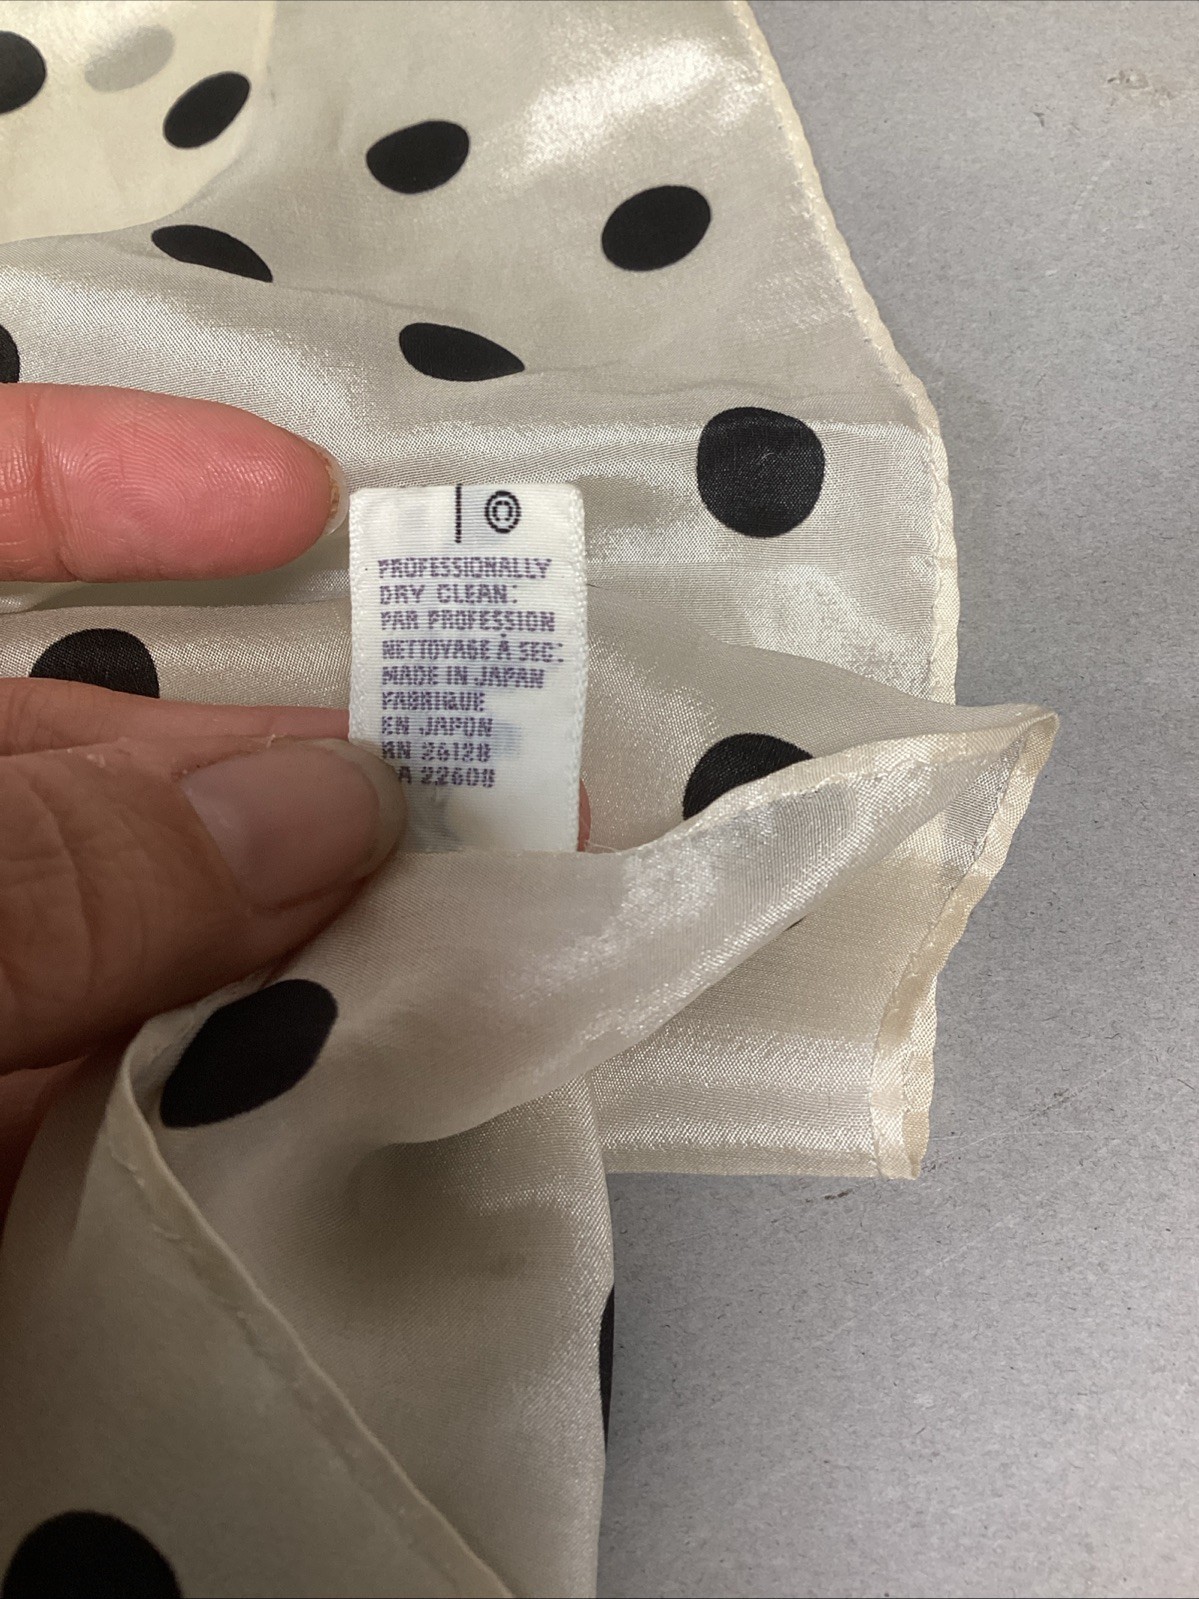 | ©
PROFESSIONALLY
DRY CLEAN:
PAR PROFESSION
NETTOYAGE À SEC:
MADE IN JAPAN
FABRIQUE
EN JAPON
RN 26128
A 22608